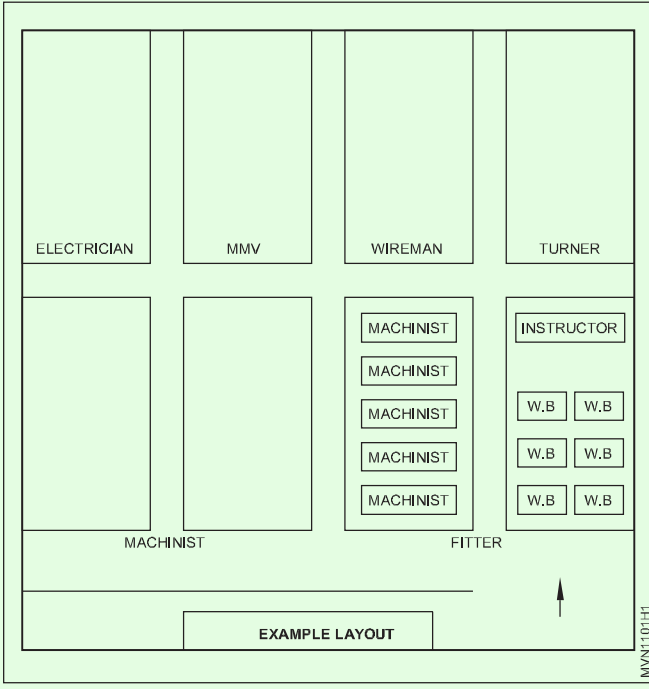 ELECTRICIAN MMV WIREMAN TURNER
MACHINIST INSTRUCTOR
MACHINIST
MACHINIST W.B W.B
MACHINIST W.B W.B
MACHINIST W.B W.B
MACHINIST FITTER
EXAMPLE LAYOUT
MVN1101H1